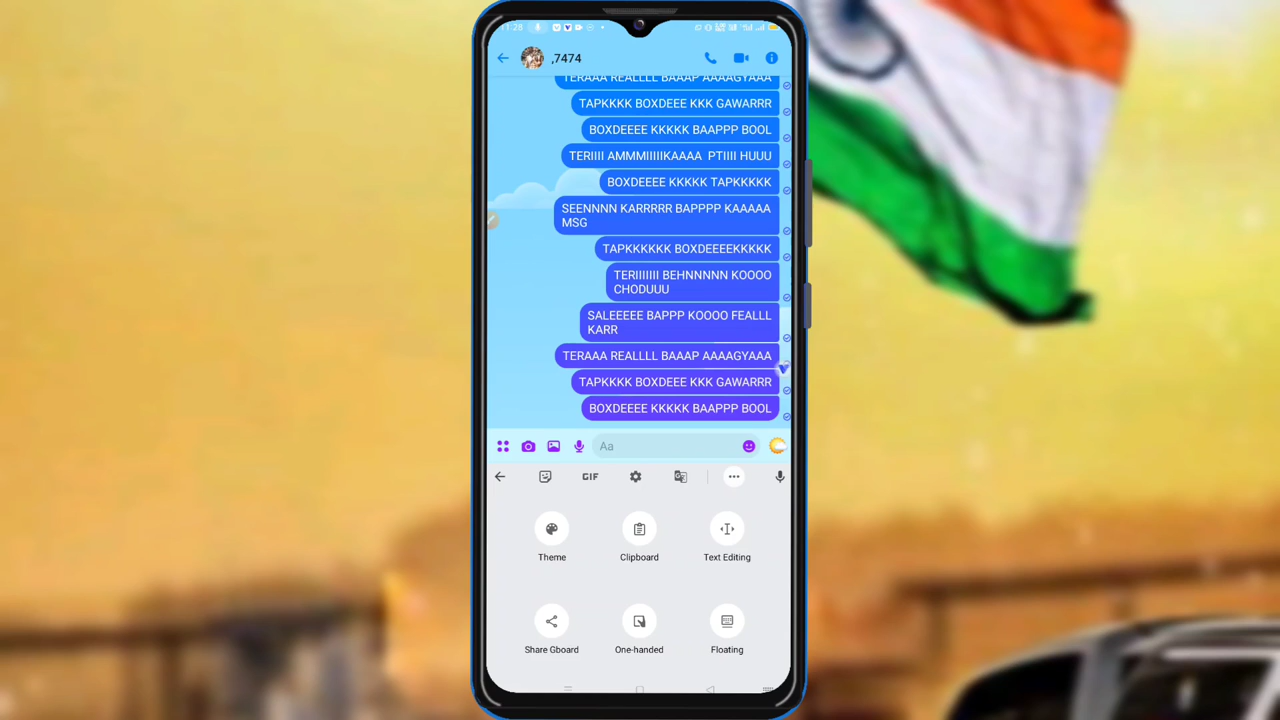 11:28
,7474
TERAAA REALLLL BAAAP AAAAGYAAA
TAPKKKK BOXDEEE KKK GAWARRR
BOXDEEEE KKKKK BAAPPP BOOL
TERIIII AMMMIIIIIKAAAA PTIIII HUUU
BOXDEEEE KKKKK TAPKKKKK
SEENNNN KARRRRR BAPPPP KAAAAA
MSG
TAPKKKKKK BOXDEEEEKKKKK
TERIIIIIII BEHNNNNN KOOOO
CHODUUU
SALEEEEE BAPPP KOOOO FEALLL
KARR
TERAAA REALLLL BAAAP AAAAGYAAA
TAPKKKK BOXDEEE KKK GAWARRR
BOXDEEEE KKKKK BAAPPP BOOL
Aa
GIF
Theme
Clipboard
Text Editing
Share Gboard
One-handed
Floating